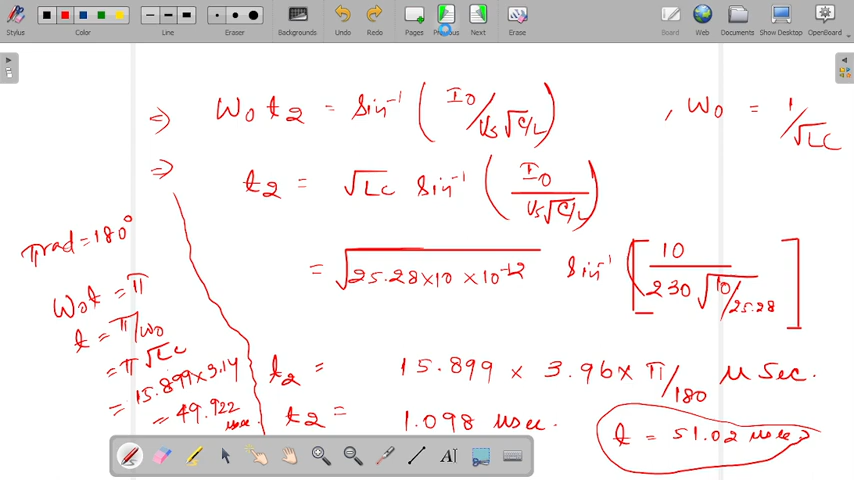 Stylus
Color
Line
Eraser
Backgrounds
Undo
Redo
Pages
Previous
Next
Erase
Board
Web
Documents
Show Desktop
OpenBoard
=> W₀ t₂ = Sin⁻¹ ( I₀ / Vs√C/L ) , W₀ = 1/√LC
=> t₂ = √LC Sin⁻¹ ( I₀ / Vs√C/L )
= √25.28×10×10⁻¹² Sin⁻¹ [ 10 / 230 √10/25.28 ]
t₂ = 15.899 × 3.96 × π/180 μ Sec.
t₂ = 1.098 μsec.
t = 51.02 μsec
π rad = 180°
W₀t = π
t = π/W₀
= π √LC
= 15.899×3.14
= 49.922 μsec.